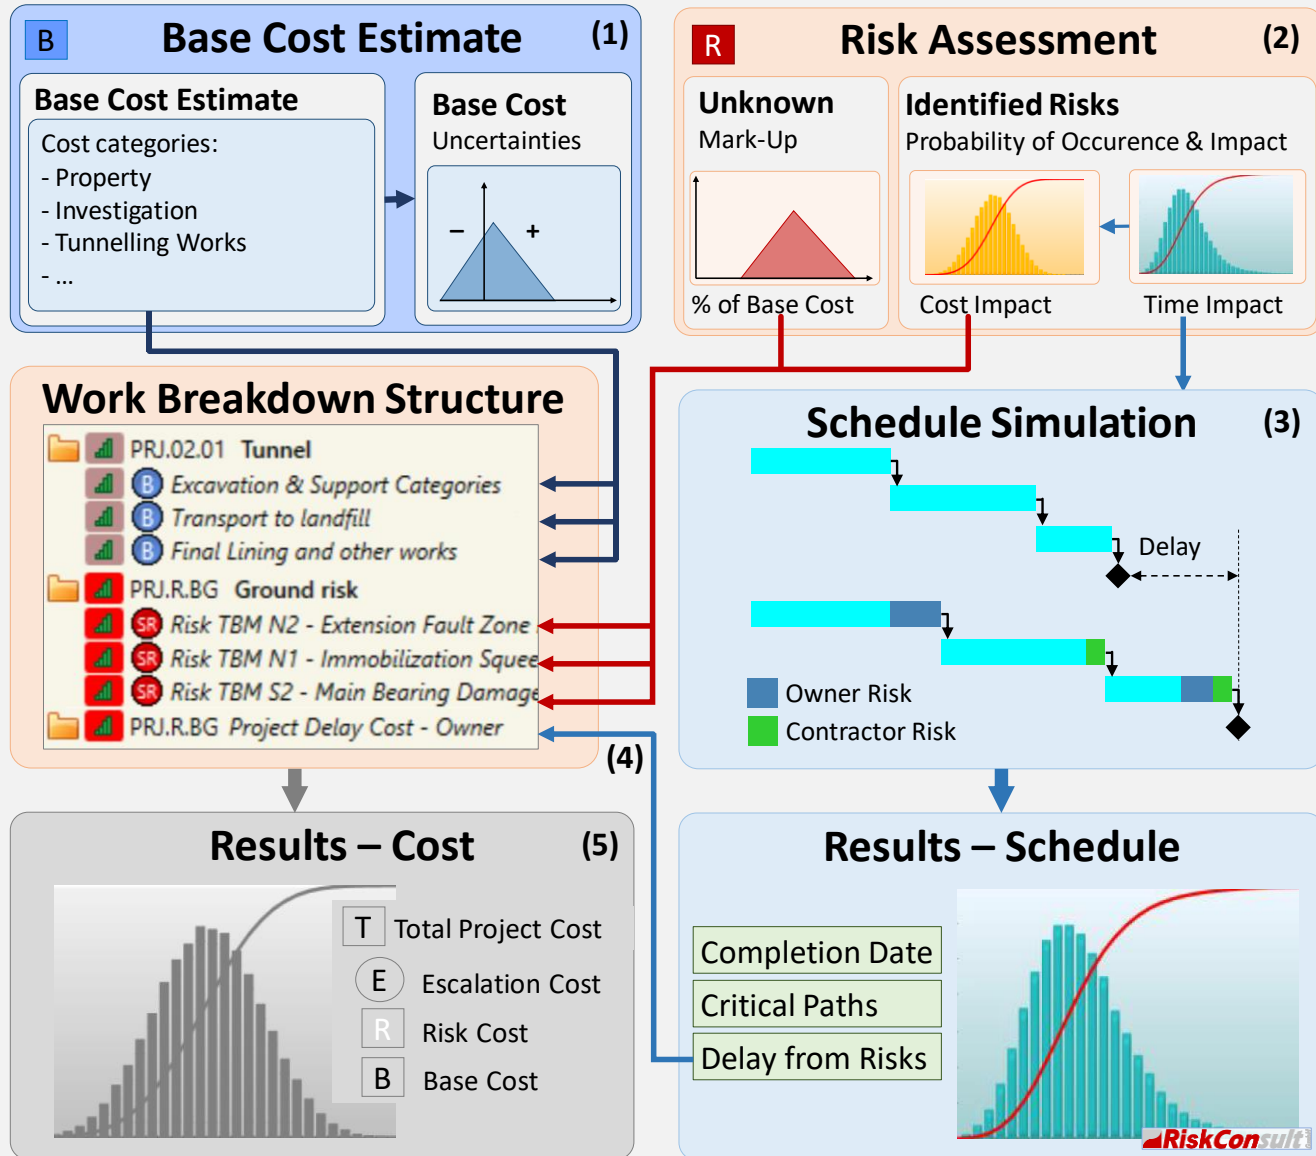 B
Base Cost Estimate
(1)
Base Cost Estimate
Cost categories:
- Property
- Investigation
- Tunnelling Works
- ...
Base Cost
Uncertainties
– +
R
Risk Assessment
(2)
Unknown
Mark-Up
% of Base Cost
Identified Risks
Probability of Occurence & Impact
Cost Impact
Time Impact
Work Breakdown Structure
PRJ.02.01 Tunnel
B Excavation & Support Categories
B Transport to landfill
B Final Lining and other works
PRJ.R.BG Ground risk
SR Risk TBM N2 - Extension Fault Zone
SR Risk TBM N1 - Immobilization Squee
SR Risk TBM S2 - Main Bearing Damage
PRJ.R.BG Project Delay Cost - Owner
(4)
Schedule Simulation
(3)
Delay
Owner Risk
Contractor Risk
Results – Cost
(5)
T Total Project Cost
E Escalation Cost
R Risk Cost
B Base Cost
Results – Schedule
Completion Date
Critical Paths
Delay from Risks
RiskConsult